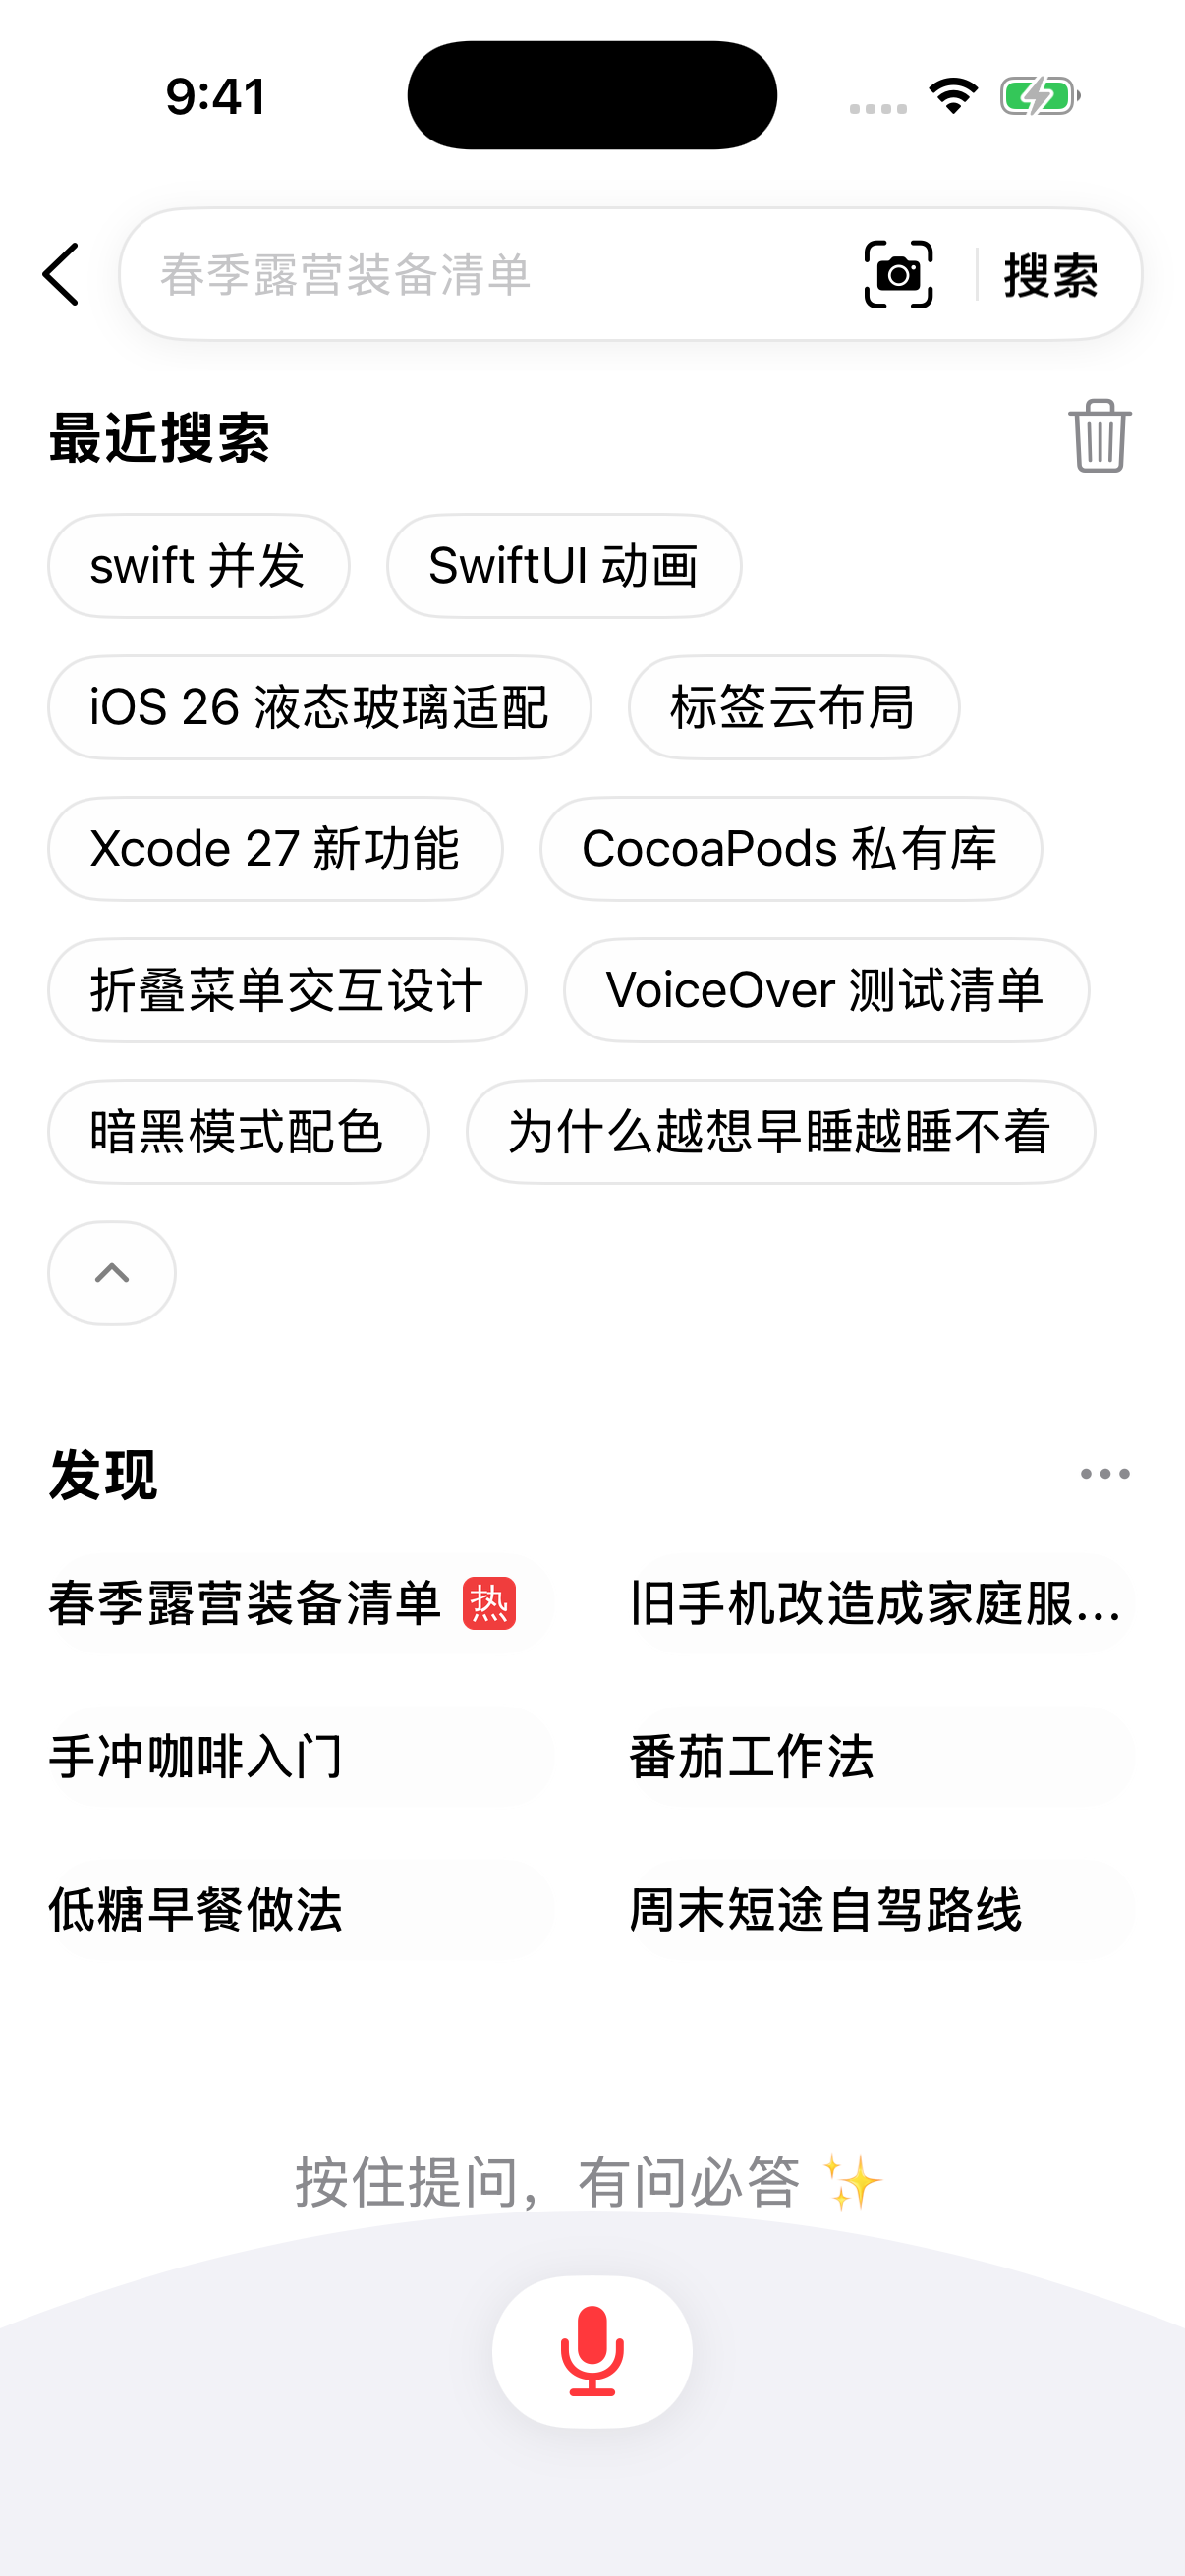 9:41
春季露营装备清单 搜索
最近搜索
swift 并发 SwiftUI 动画
iOS 26 液态玻璃适配 标签云布局
Xcode 27 新功能 CocoaPods 私有库
折叠菜单交互设计 VoiceOver 测试清单
暗黑模式配色 为什么越想早睡越睡不着
发现
春季露营装备清单 热 旧手机改造成家庭服...
手冲咖啡入门 番茄工作法
低糖早餐做法 周末短途自驾路线
按住提问，有问必答 ✨